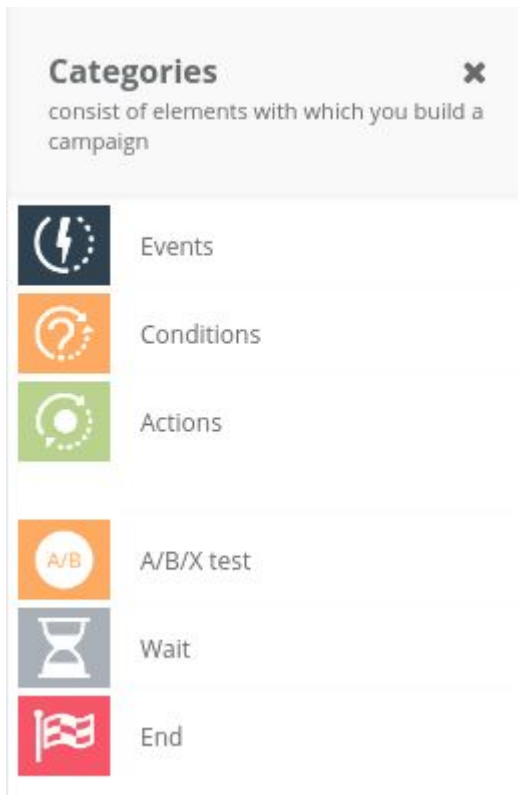 Categories
consist of elements with which you build a
campaign
Events
Conditions
Actions
A/B
A/B/X test
Wait
End